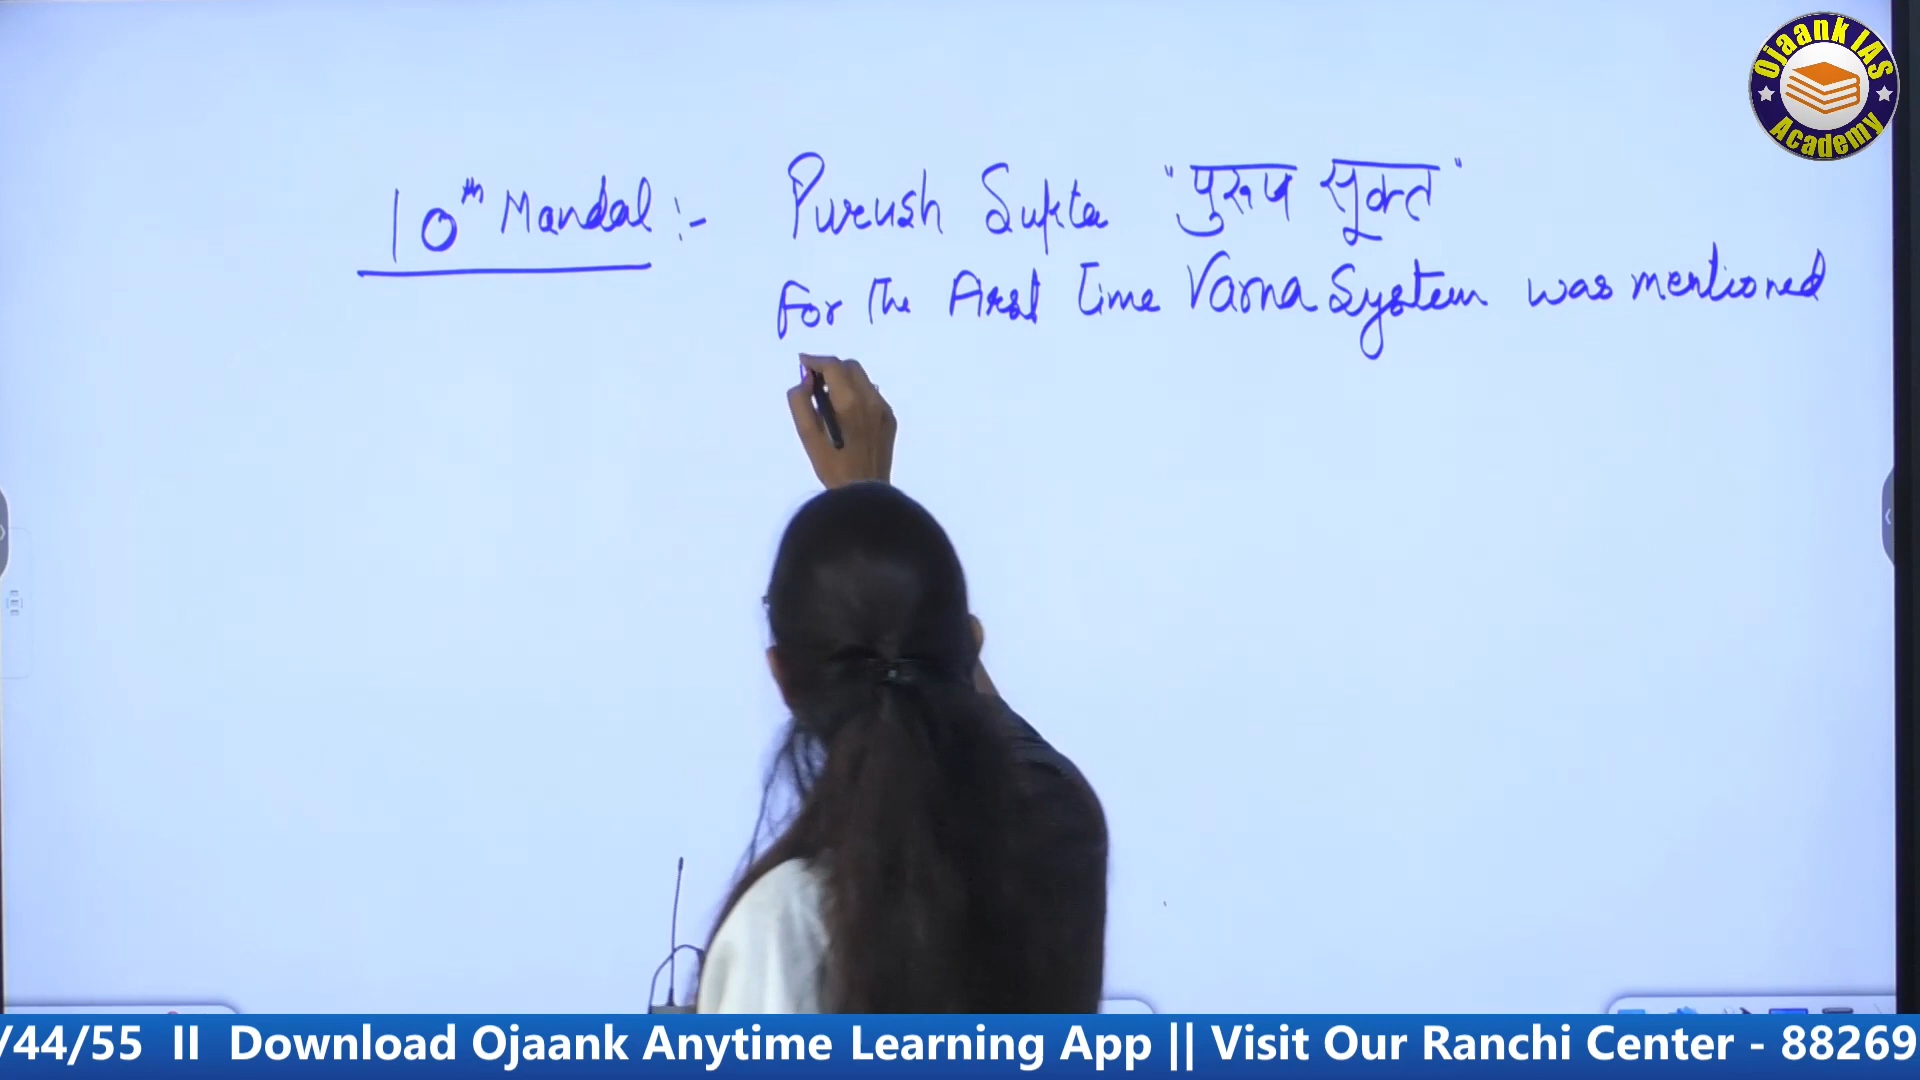 Ojaank IAS Academy
10th Mandal :- Purush Sukta "पुरुष सूक्त"
For The First Time Varna System was mentioned
/44/55 II Download Ojaank Anytime Learning App || Visit Our Ranchi Center - 88269